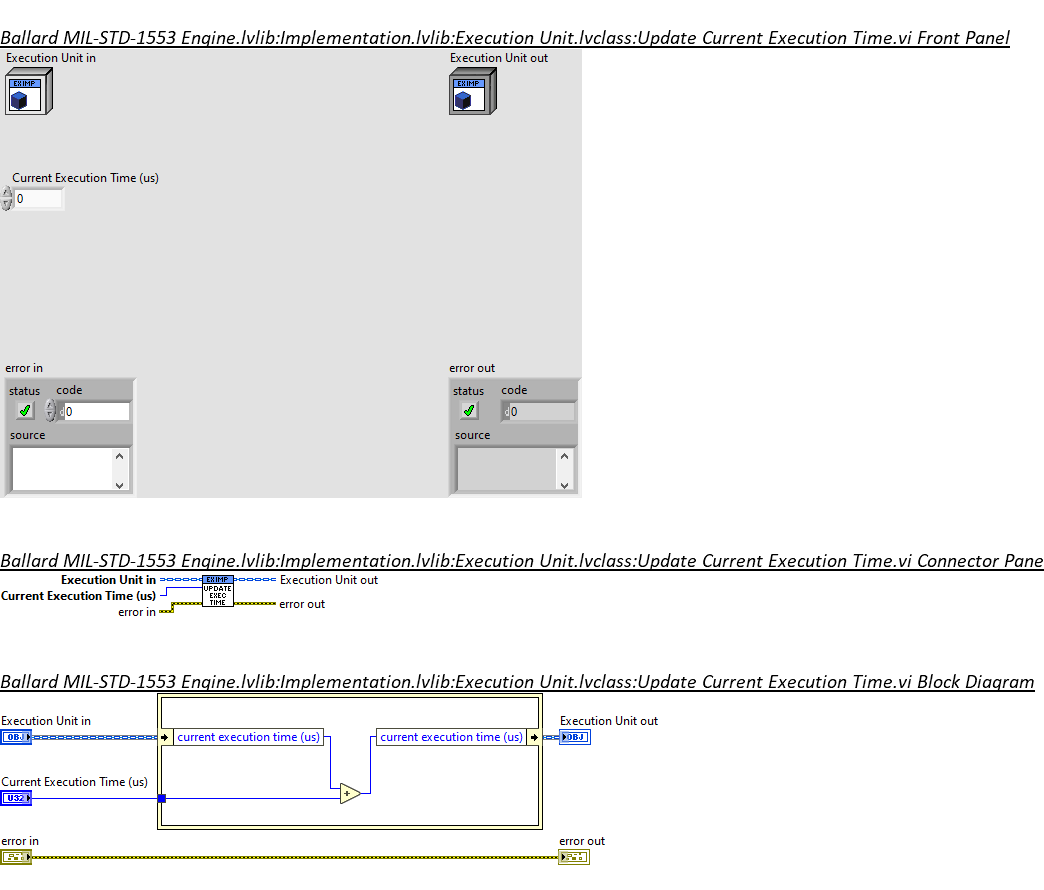 Ballard MIL-STD-1553 Engine.lvlib:Implementation.lvlib:Execution Unit.lvclass:Update Current Execution Time.vi Front Panel
Execution Unit in
Execution Unit out
EXIMP
EXIMP
Current Execution Time (us)
0
error in
error out
status code
status code
d0
d0
source
source
Ballard MIL-STD-1553 Engine.lvlib:Implementation.lvlib:Execution Unit.lvclass:Update Current Execution Time.vi Connector Pane
Execution Unit in
EXIMP
Execution Unit out
Current Execution Time (us)
UPDATE
EXEC
TIME
error in
error out
Ballard MIL-STD-1553 Engine.lvlib:Implementation.lvlib:Execution Unit.lvclass:Update Current Execution Time.vi Block Diagram
Execution Unit in
Execution Unit out
OBJ
current execution time (us)
current execution time (us)
OBJ
Current Execution Time (us)
U32
+
error in
error out